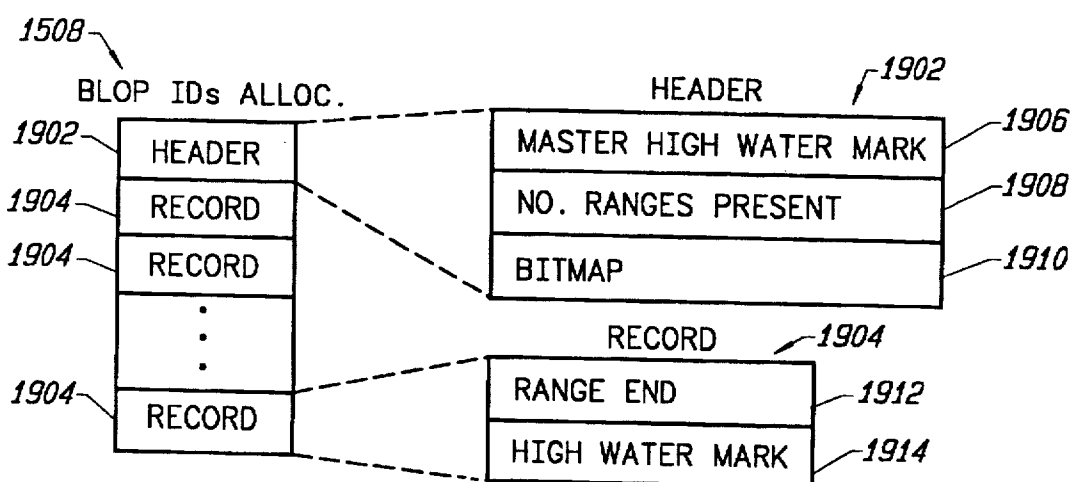 1508
BLOP IDs ALLOC.
1902
HEADER
1904
RECORD
1904
RECORD
1904
RECORD
HEADER
1902
MASTER HIGH WATER MARK
1906
NO. RANGES PRESENT
1908
BITMAP
1910
RECORD
1904
RANGE END
1912
HIGH WATER MARK
1914